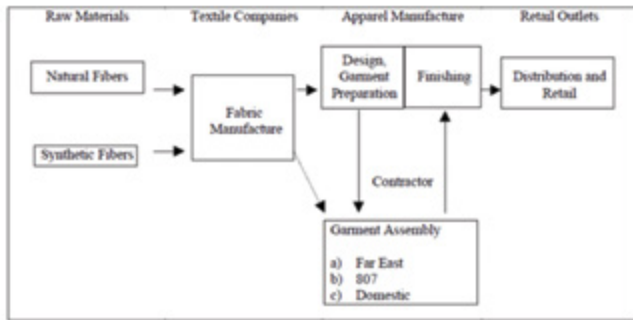 Raw Materials
Textile Companies
Apparel Manufacture
Retail Outlets
Natural Fibers
Synthetic Fibers
Fabric
Manufacture
Design,
Garment
Preparation
Finishing
Distribution and
Retail
Contractor
Garment Assembly
a) Far East
b) 807
c) Domestic